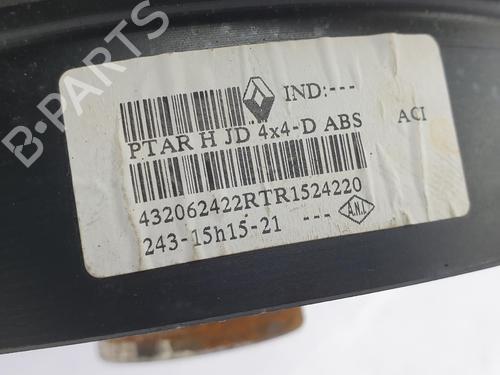 B-PARTS
IND:---
PTAR H JD 4x4-D ABS ACI
432062422RTR1524220
243-15h15-21 --- A.M.I.